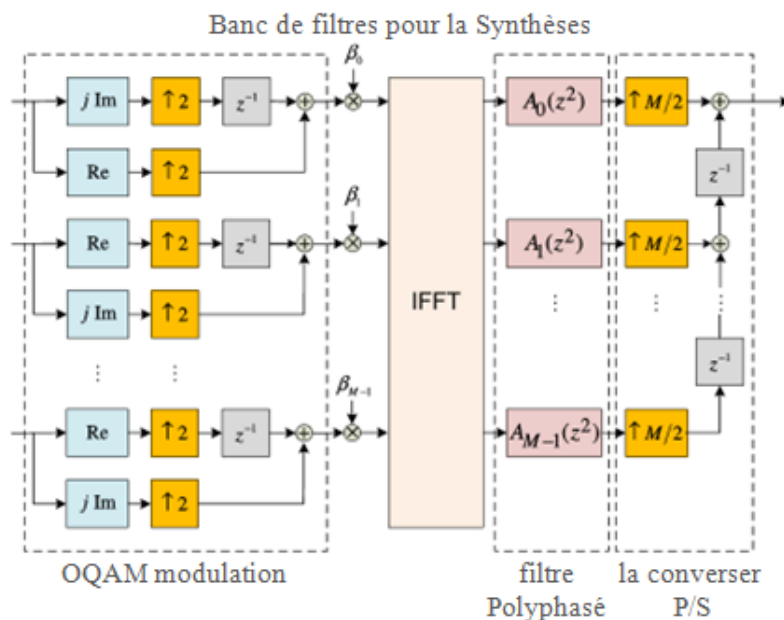 Banc de filtres pour la Synthèses
β₀
j Im ↑2 z⁻¹ + × A₀(z²) ↑M/2 +
Re ↑2
z⁻¹
β₁
Re ↑2 z⁻¹ + × IFFT A₁(z²) ↑M/2 +
j Im ↑2
⋮ ⋮ ⋮ ⋮ ⋮
z⁻¹
β_{M−1}
Re ↑2 z⁻¹ + × A_{M−1}(z²) ↑M/2
j Im ↑2
OQAM modulation
filtre
Polyphasé
la converser
P/S